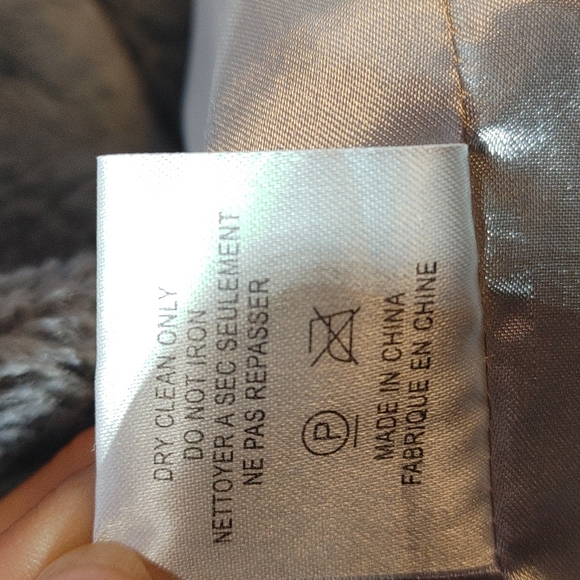 DRY CLEAN ONLY
DO NOT IRON
NETTOYER A SEC SEULEMENT
NE PAS REPASSER
P
MADE IN CHINA
FABRIQUE EN CHINE